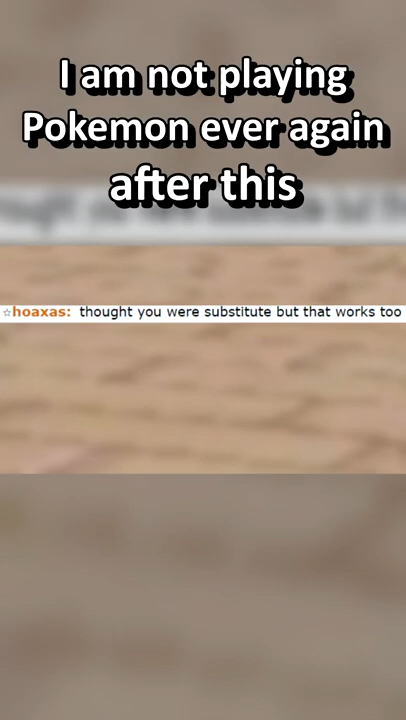 I am not playing
Pokemon ever again
after this
☆hoaxas: thought you were substitute but that works too